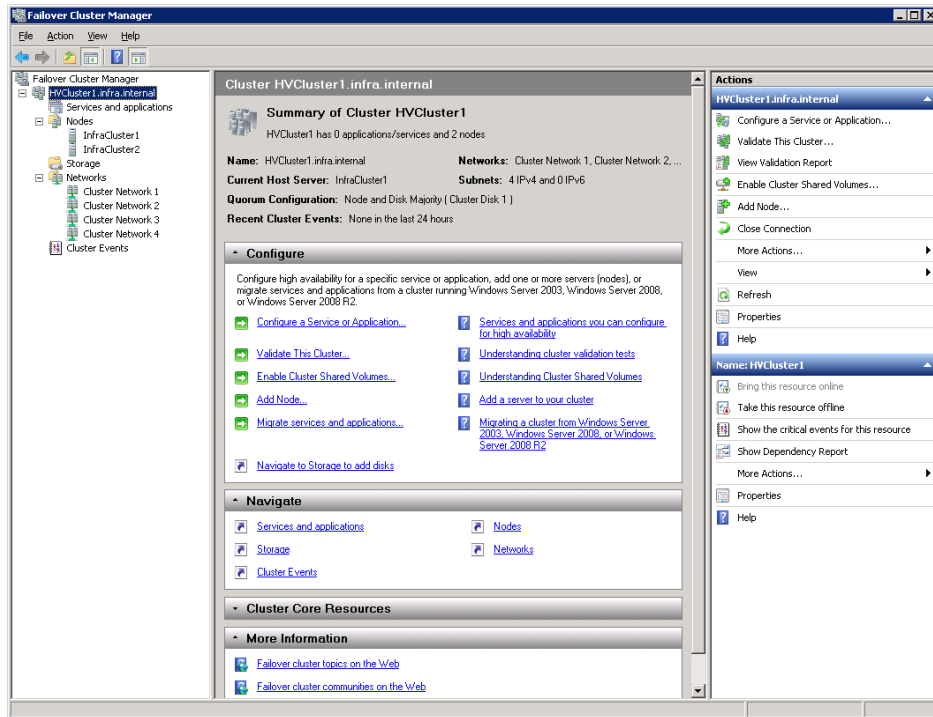 Failover Cluster Manager
File Action View Help
Failover Cluster Manager
HVCluster1.infra.internal
Services and applications
Nodes
InfraCluster1
InfraCluster2
Storage
Networks
Cluster Network 1
Cluster Network 2
Cluster Network 3
Cluster Network 4
Cluster Events
Cluster HVCluster1.infra.internal
Summary of Cluster HVCluster1
HVCluster1 has 0 applications/services and 2 nodes
Name: HVCluster1.infra.internal Networks: Cluster Network 1, Cluster Network 2, ...
Current Host Server: InfraCluster1 Subnets: 4 IPv4 and 0 IPv6
Quorum Configuration: Node and Disk Majority ( Cluster Disk 1 )
Recent Cluster Events: None in the last 24 hours
Configure
Configure high availability for a specific service or application, add one or more servers (nodes), or
migrate services and applications from a cluster running Windows Server 2003, Windows Server 2008,
or Windows Server 2008 R2.
Configure a Service or Application...
Services and applications you can configure
for high availability
Validate This Cluster...
Understanding cluster validation tests
Enable Cluster Shared Volumes...
Understanding Cluster Shared Volumes
Add Node...
Add a server to your cluster
Migrate services and applications...
Migrating a cluster from Windows Server
2003, Windows Server 2008, or Windows
Server 2008 R2
Navigate to Storage to add disks
Navigate
Services and applications
Nodes
Storage
Networks
Cluster Events
Cluster Core Resources
More Information
Failover cluster topics on the Web
Failover cluster communities on the Web
Actions
HVCluster1.infra.internal
Configure a Service or Application...
Validate This Cluster...
View Validation Report
Enable Cluster Shared Volumes...
Add Node...
Close Connection
More Actions...
View
Refresh
Properties
Help
Name: HVCluster1
Bring this resource online
Take this resource offline
Show the critical events for this resource
Show Dependency Report
More Actions...
Properties
Help